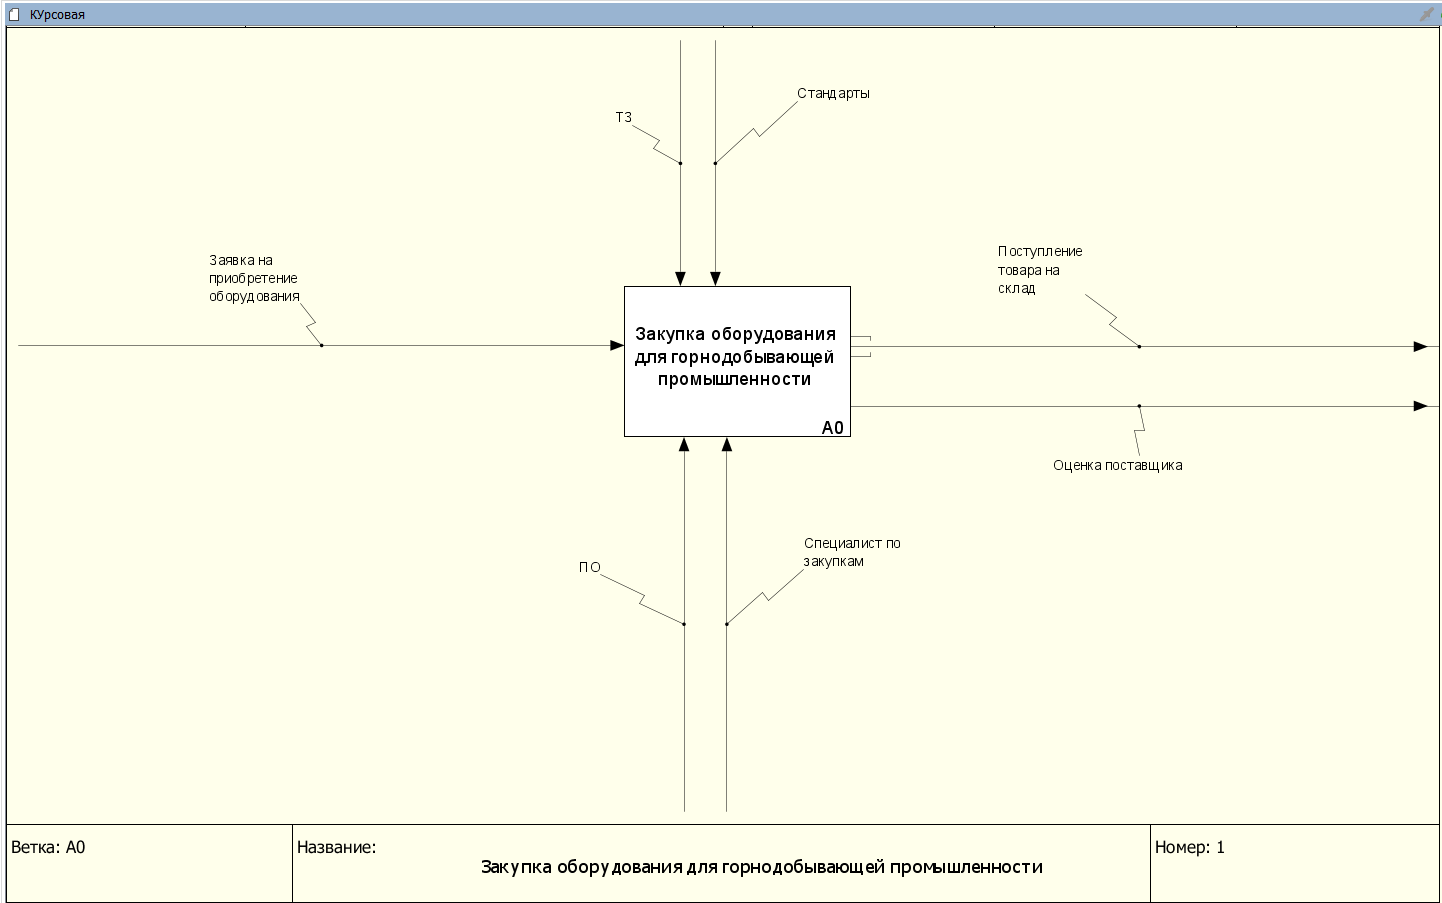 КУрсовая
Стандарты
ТЗ
Заявка на
приобретение
оборудования
Поступление
товара на
склад
Закупка оборудования
для горнодобывающей
промышленности
A0
Оценка поставщика
Специалист по
закупкам
ПО
Ветка: A0
Название:
Закупка оборудования для горнодобывающей промышленности
Номер: 1